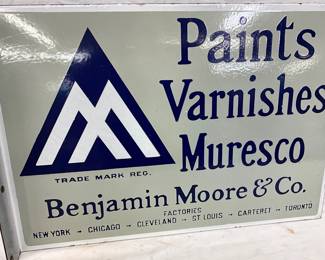 Paints
Varnishes
Muresco
TRADE MARK REG.
Benjamin Moore & Co.
FACTORIES
NEW YORK - CHICAGO - CLEVELAND - ST LOUIS - CARTERET - TORONTO